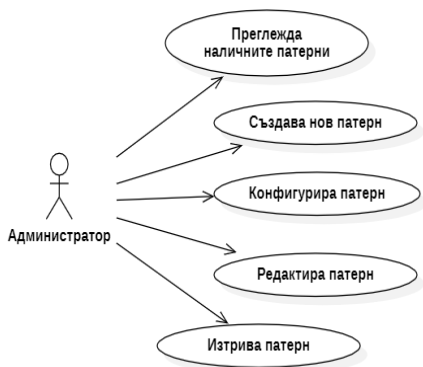 Преглежда
наличните патерни
Създава нов патерн
Конфигурира патерн
Администратор
Редактира патерн
Изтрива патерн